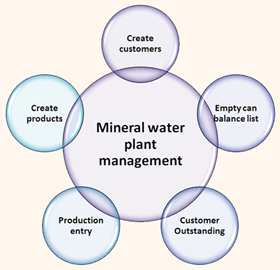 Create
customers
Create
products
Empty can
balance list
Mineral water
plant
management
Production
entry
Customer
Outstanding